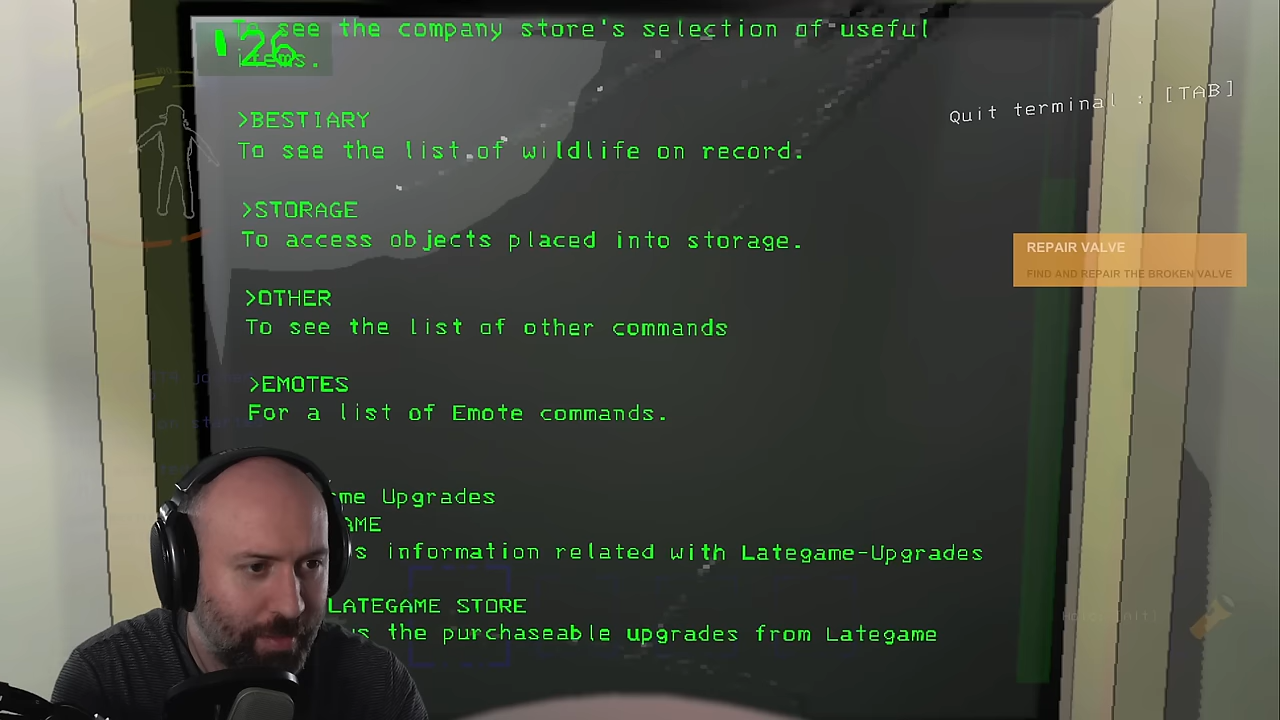 To see the company store's selection of useful
items.
26
Quit terminal : [TAB]
>BESTIARY
To see the list of wildlife on record.
>STORAGE
To access objects placed into storage.
REPAIR VALVE
FIND AND REPAIR THE BROKEN VALVE
>OTHER
To see the list of other commands
>EMOTES
For a list of Emote commands.
Upgrades
information related with Lategame-Upgrades
LATEGAME STORE
the purchaseable upgrades from Lategame